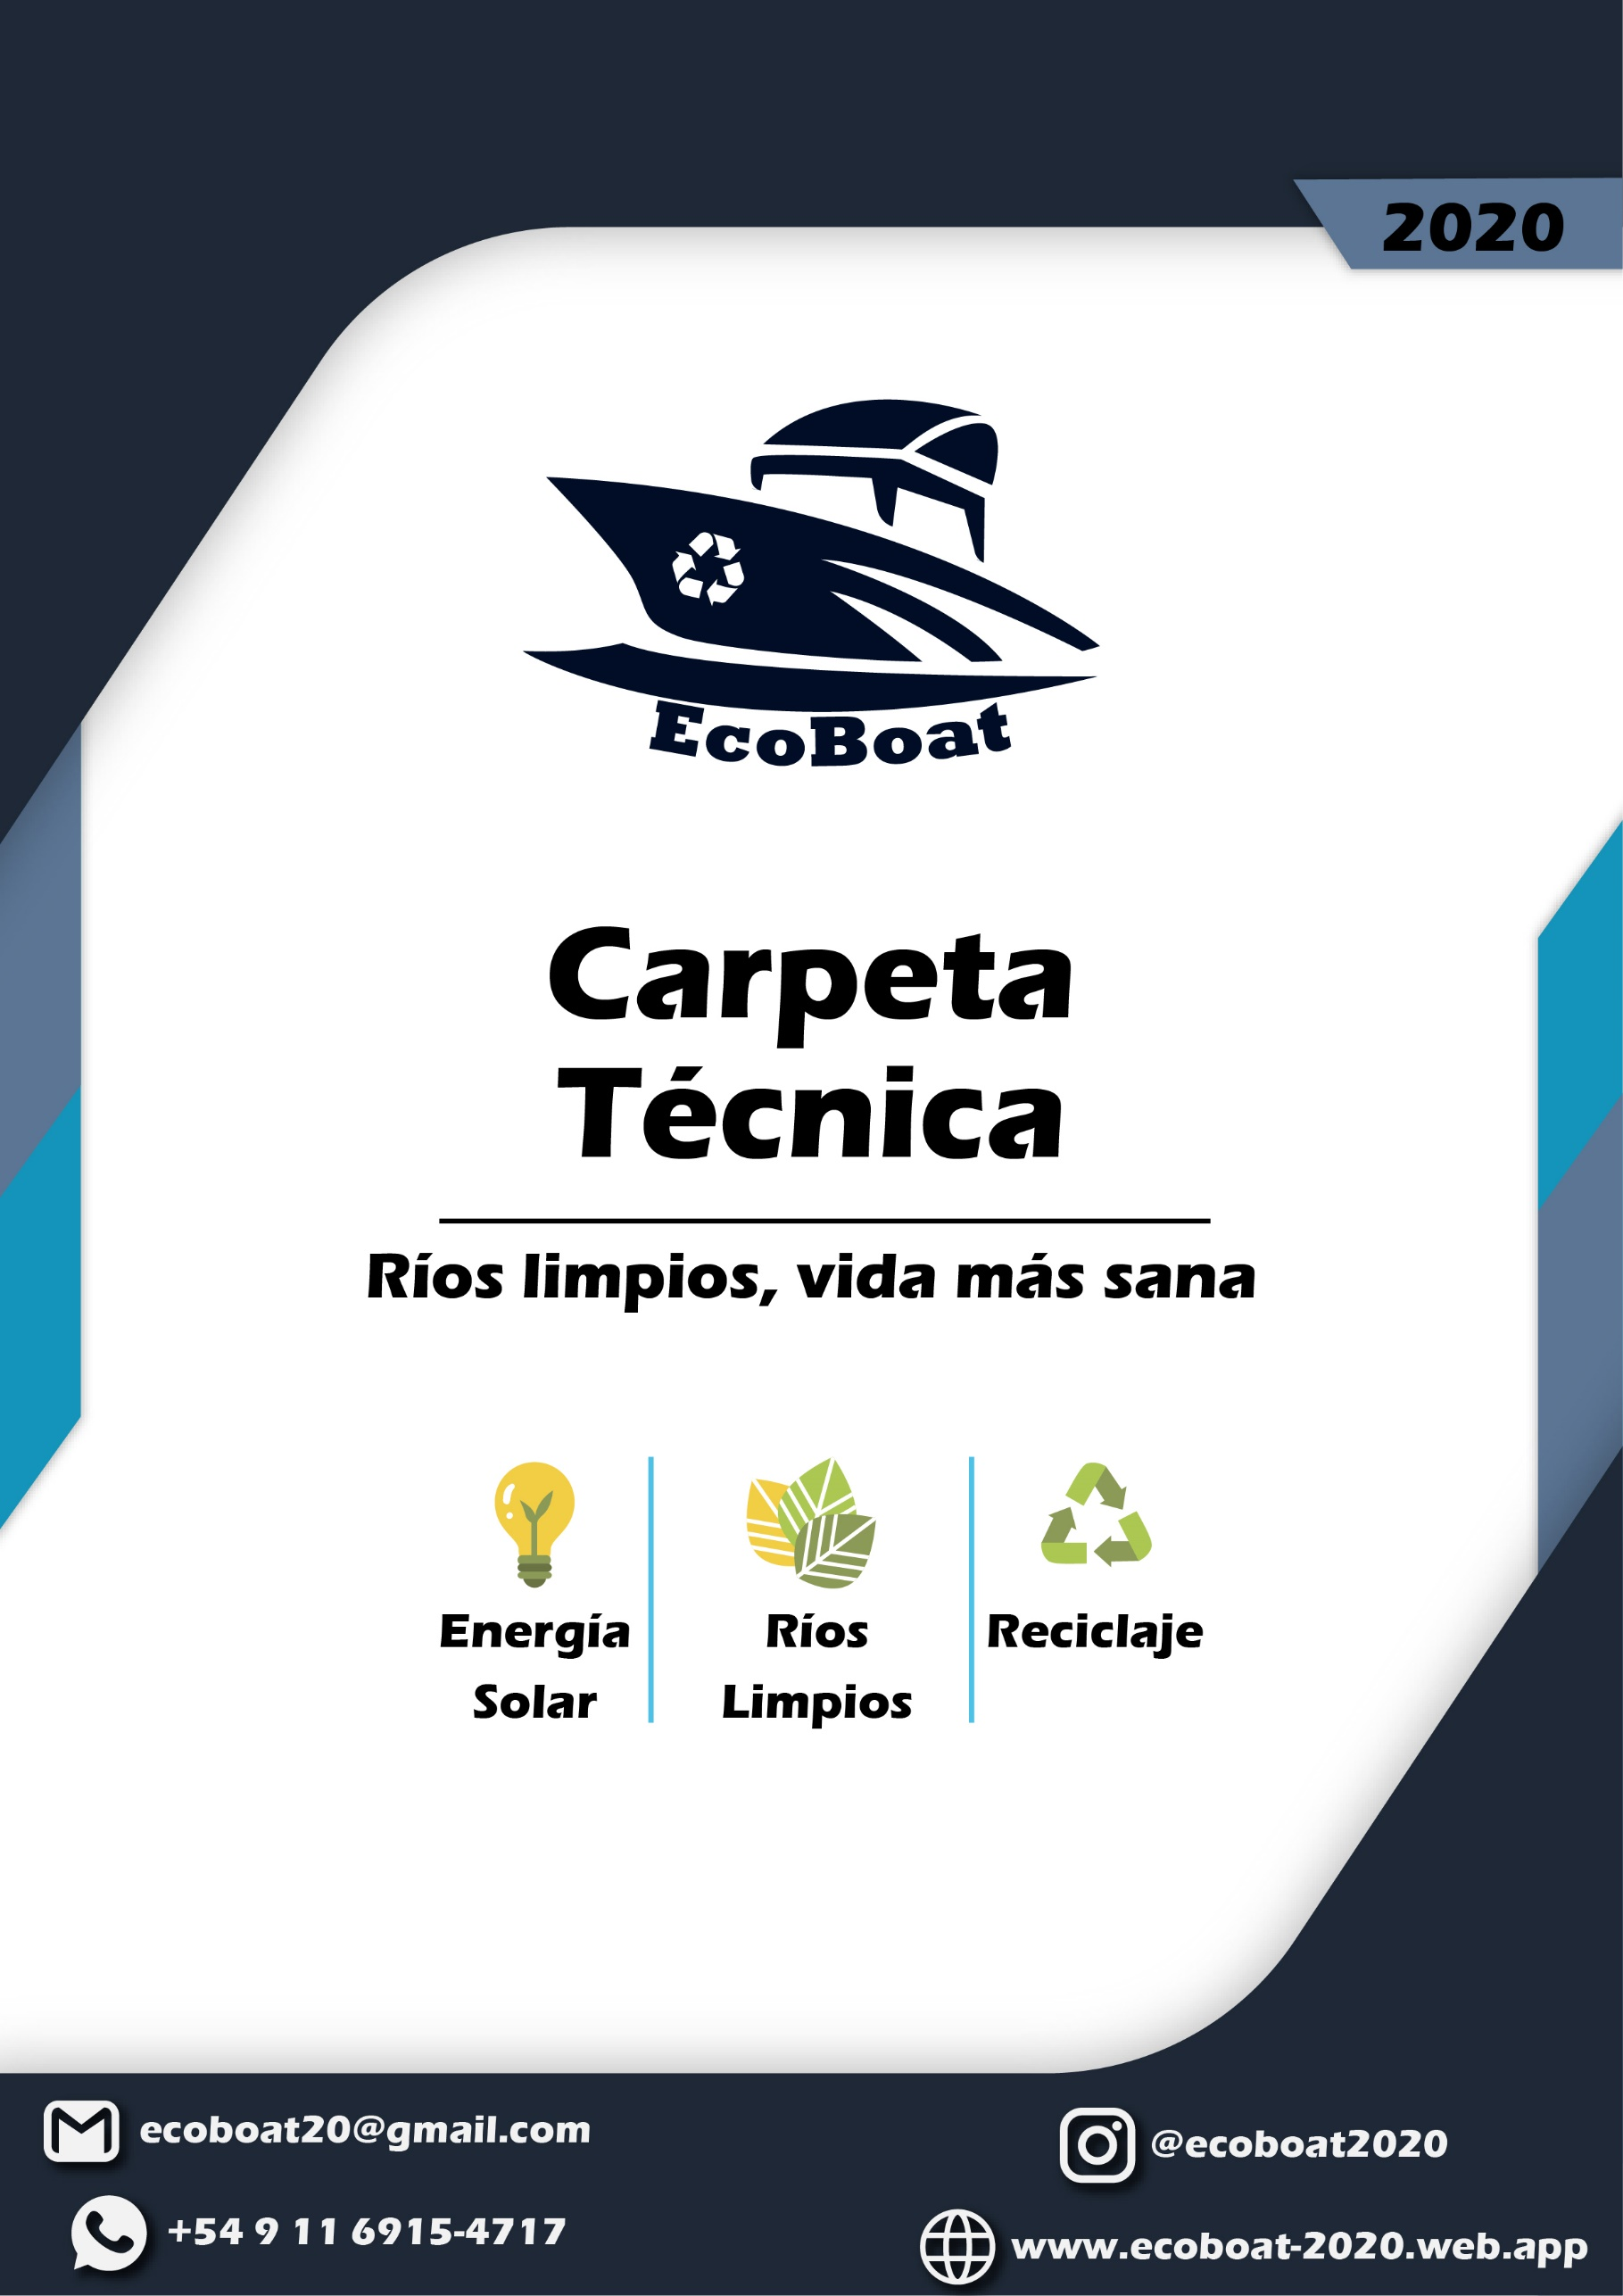 2020
EcoBoat
Carpeta
Técnica
Ríos limpios, vida más sana
Energía
Solar
Ríos
Limpios
Reciclaje
ecoboat20@gmail.com
+54 9 11 6915-4717
@ecoboat2020
www.ecoboat-2020.web.app